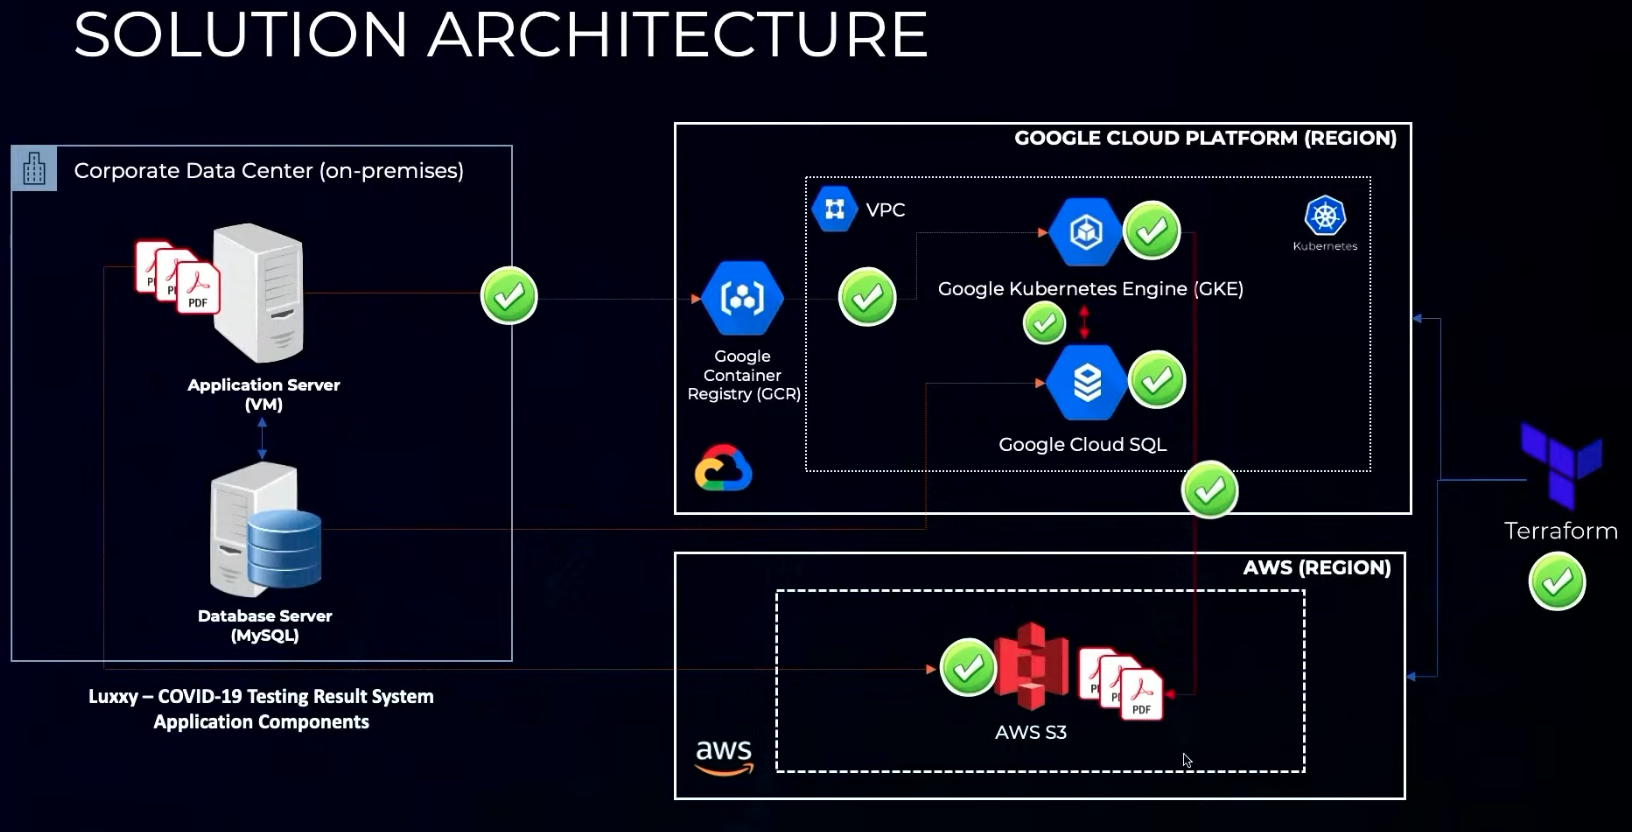 SOLUTION ARCHITECTURE
Corporate Data Center (on-premises)
PDF
Application Server
(VM)
Database Server
(MySQL)
Luxxy – COVID-19 Testing Result System
Application Components
GOOGLE CLOUD PLATFORM (REGION)
VPC
Kubernetes
Google Kubernetes Engine (GKE)
Google
Container
Registry (GCR)
Google Cloud SQL
Terraform
AWS (REGION)
PDF
AWS S3
aws